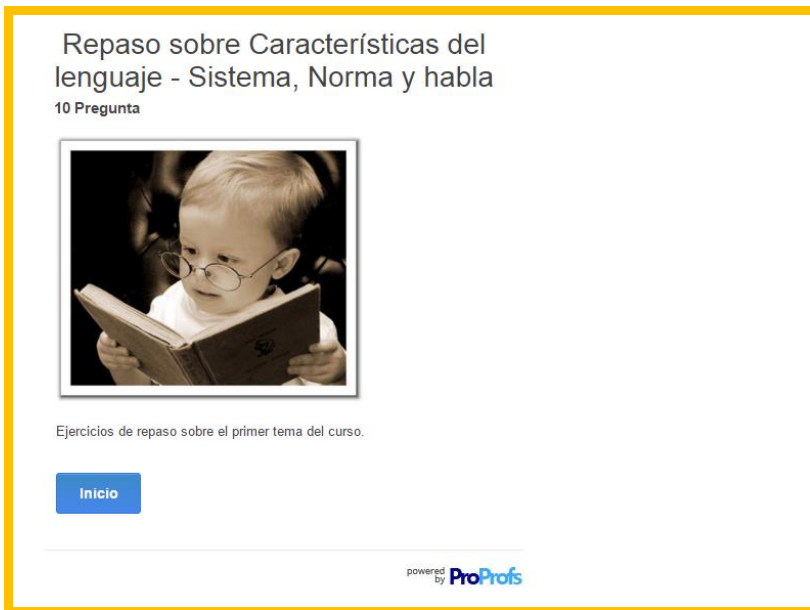 Repaso sobre Características del
lenguaje - Sistema, Norma y habla
10 Pregunta
Ejercicios de repaso sobre el primer tema del curso.
Inicio
powered by ProProfs